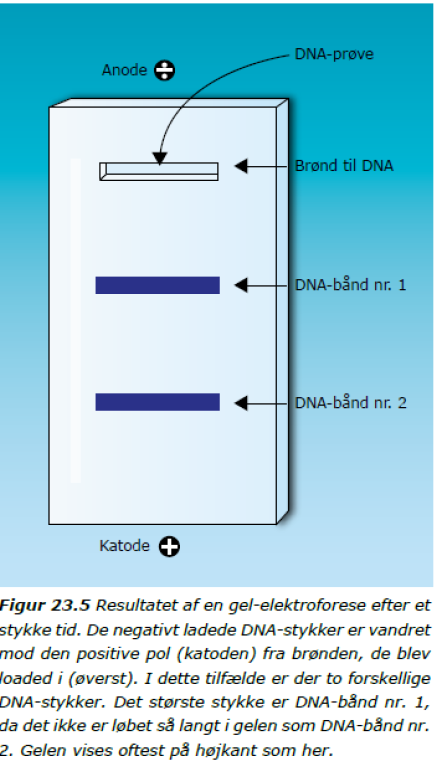 DNA-prøve
Anode ➗
Brønd til DNA
DNA-bånd nr. 1
DNA-bånd nr. 2
Katode ➕
Figur 23.5 Resultatet af en gel-elektroforese efter et
stykke tid. De negativt ladede DNA-stykker er vandret
mod den positive pol (katoden) fra brønden, de blev
loaded i (øverst). I dette tilfælde er der to forskellige
DNA-stykker. Det største stykke er DNA-bånd nr. 1,
da det ikke er løbet så langt i gelen som DNA-bånd nr.
2. Gelen vises oftest på højkant som her.